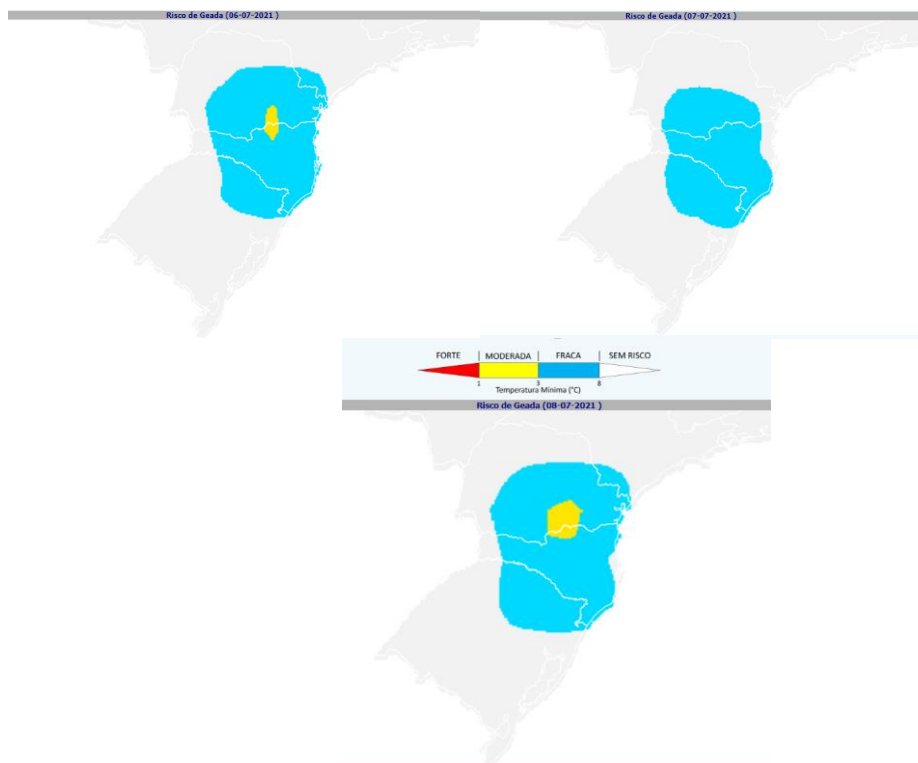 Risco de Geada (06-07-2021 )
Risco de Geada (07-07-2021 )
FORTE MODERADA FRACA SEM RISCO
1 3 8
Temperatura Mínima (°C)
Risco de Geada (08-07-2021 )